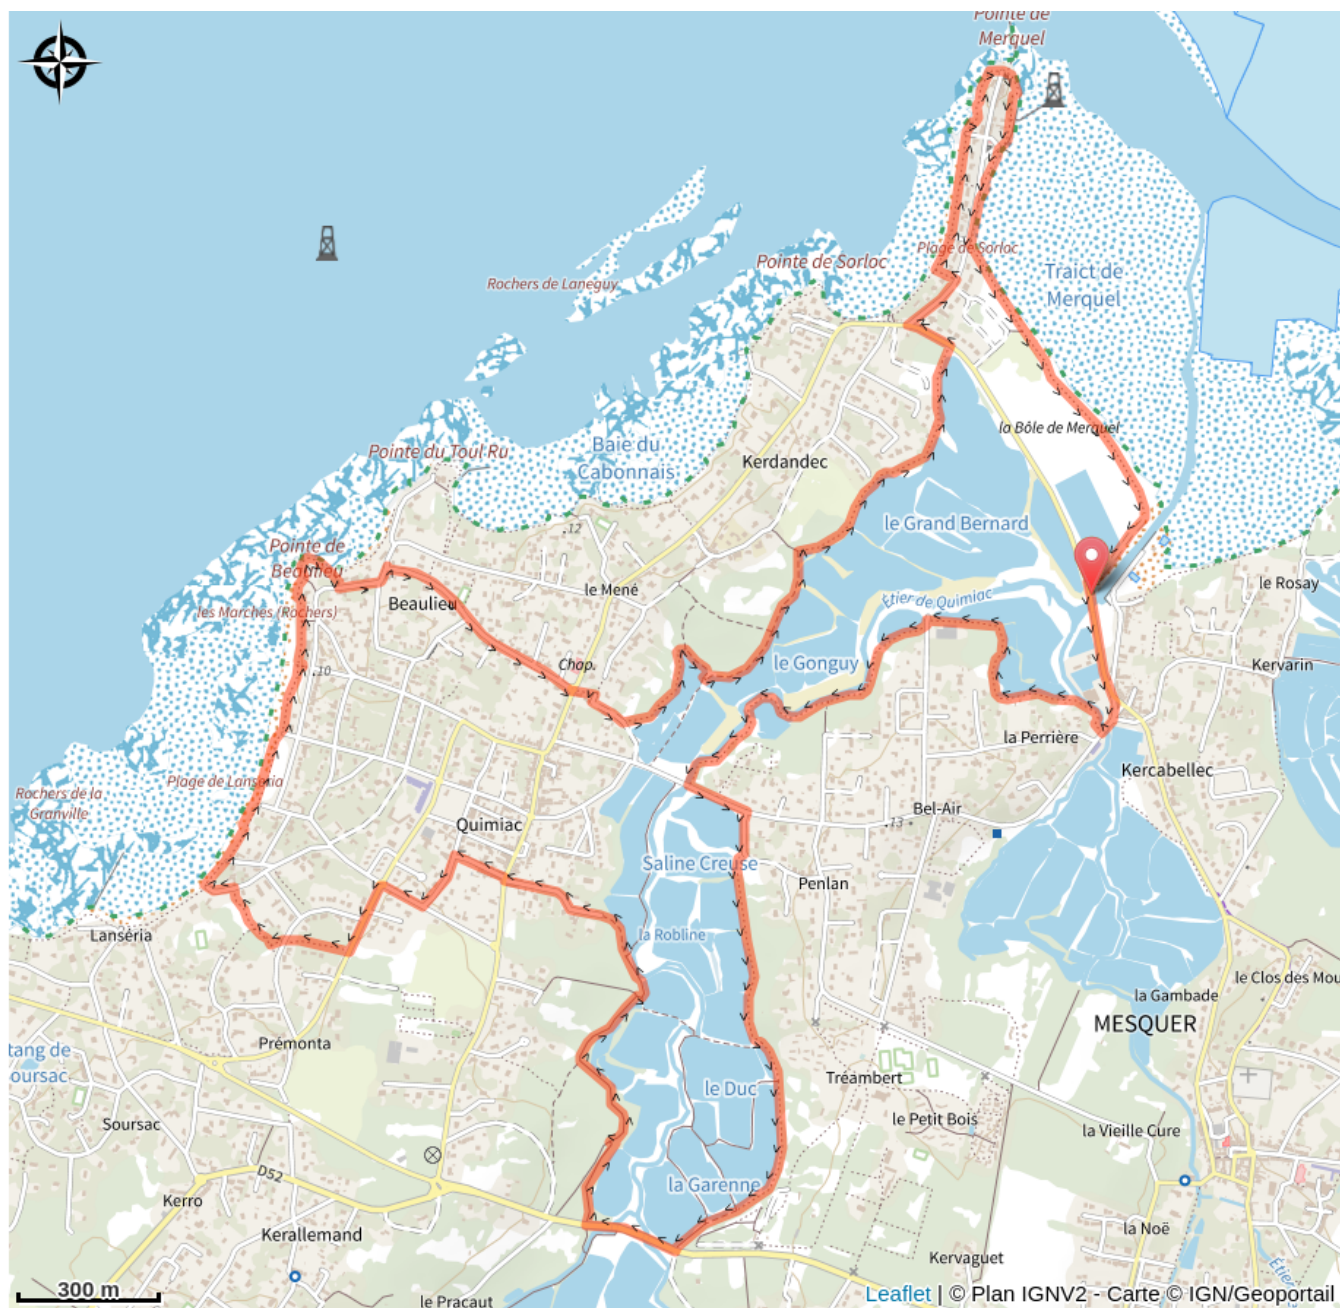 Pointe de
Merquel
Plage de Sorloc
Pointe de Sorloc
Traict de
Merquel
Rochers de Laneguy
la Bôle de Merquel
Pointe du Toul Ru
Baie du
Cabonnais
Kerdandec
le Grand Bernard
Pointe de
Beaulieu
12
le Mené
le Rosay
Étier de Quimiac
les Marches (Rochers)
Beaulieu
Chap.
le Gonguy
Kervarin
10
la Perrière
Kercabellec
Plage de Lanséria
Rochers de la
Granville
Quimiac
Bel-Air
13
Saline Creuse
Penlan
Lanséria
la Robline
le Clos des Mou
la Gambade
MESQUER
Prémonta
tang de
oursac
Tréambert
le Duc
le Petit Bois
Soursac
la Vieille Cure
D52
la Garenne
Kerro
Kerallemand
la Noë
Kervaguet
Étier
300 m
le Pracaut
Leaflet | © Plan IGNV2 - Carte © IGN/Geoportail